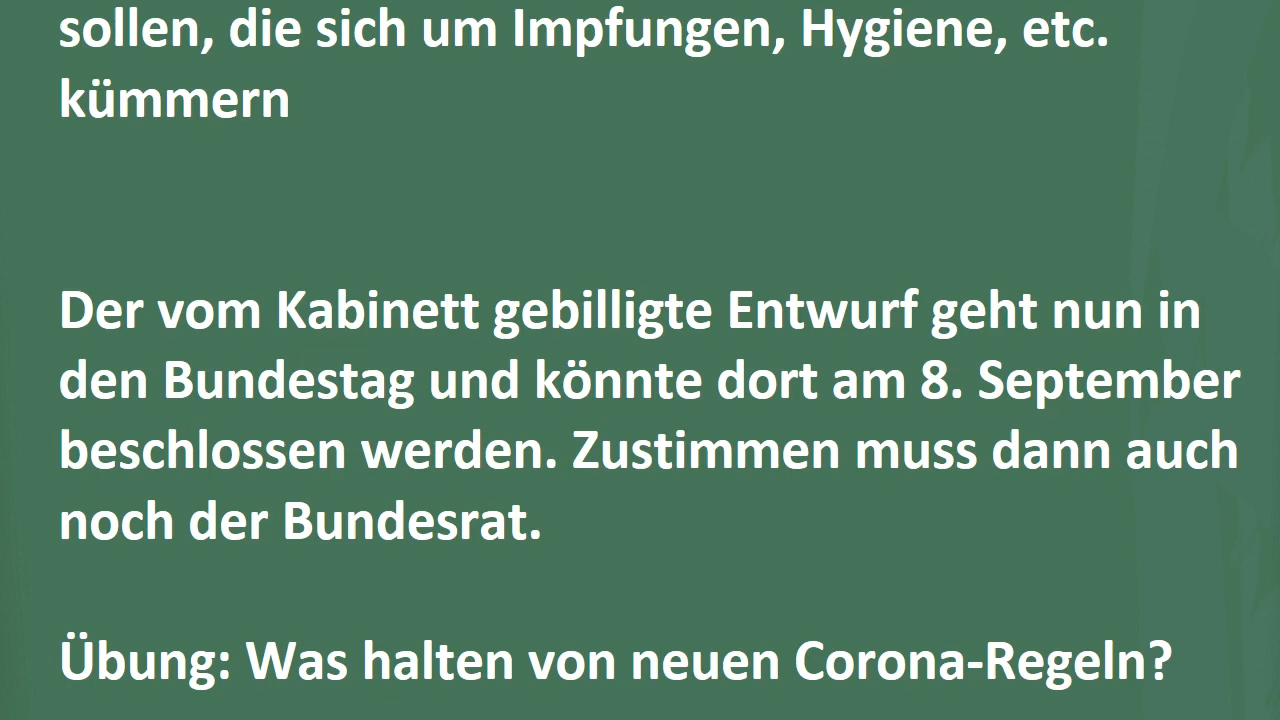 sollen, die sich um Impfungen, Hygiene, etc.
kümmern
Der vom Kabinett gebilligte Entwurf geht nun in
den Bundestag und könnte dort am 8. September
beschlossen werden. Zustimmen muss dann auch
noch der Bundesrat.
Übung: Was halten von neuen Corona-Regeln?